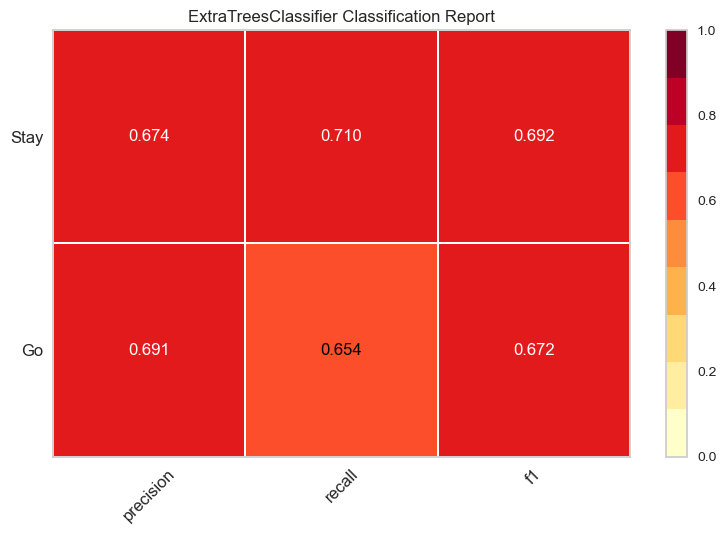 ExtraTreesClassifier Classification Report
Stay
0.674
0.710
0.692
Go
0.691
0.654
0.672
precision
recall
f1
1.0
0.8
0.6
0.4
0.2
0.0